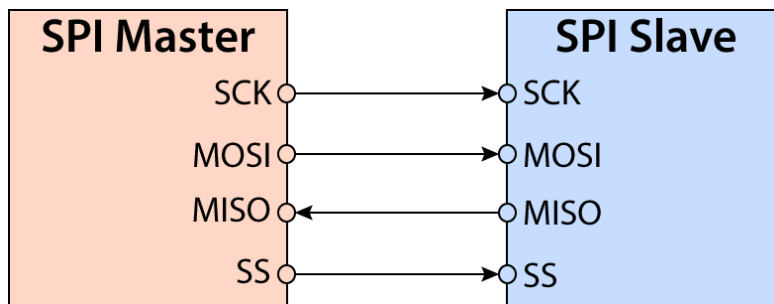 SPI Master
SPI Slave
SCK
SCK
MOSI
MOSI
MISO
MISO
SS
SS